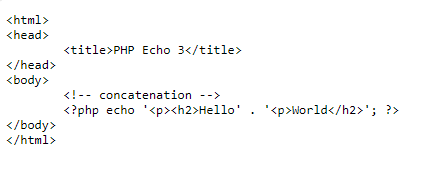 <html>
<head>
<title>PHP Echo 3</title>
</head>
<body>
<!-- concatenation -->
<?php echo '<p><h2>Hello' . '<p>World</h2>'; ?>
</body>
</html>